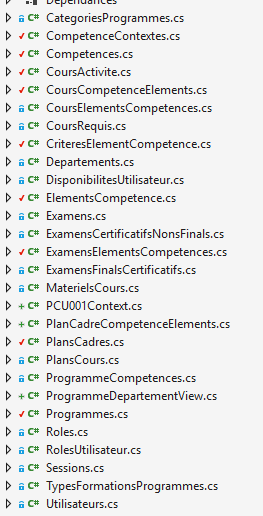 Dépendances
C# CategoriesProgrammes.cs
C# CompetenceContextes.cs
C# Competences.cs
C# CoursActivite.cs
C# CoursCompetenceElements.cs
C# CoursElementsCompetences.cs
C# CoursRequis.cs
C# CriteresElementCompetence.cs
C# Departements.cs
C# DisponibilitesUtilisateur.cs
C# ElementsCompetence.cs
C# Examens.cs
C# ExamensCertificatifsNonsFinals.cs
C# ExamensElementsCompetences.cs
C# ExamensFinalsCertificatifs.cs
C# MaterielsCours.cs
C# PCU001Context.cs
C# PlanCadreCompetenceElements.cs
C# PlansCadres.cs
C# PlansCours.cs
C# ProgrammeCompetences.cs
C# ProgrammeDepartementView.cs
C# Programmes.cs
C# Roles.cs
C# RolesUtilisateur.cs
C# Sessions.cs
C# TypesFormationsProgrammes.cs
C# Utilisateurs.cs